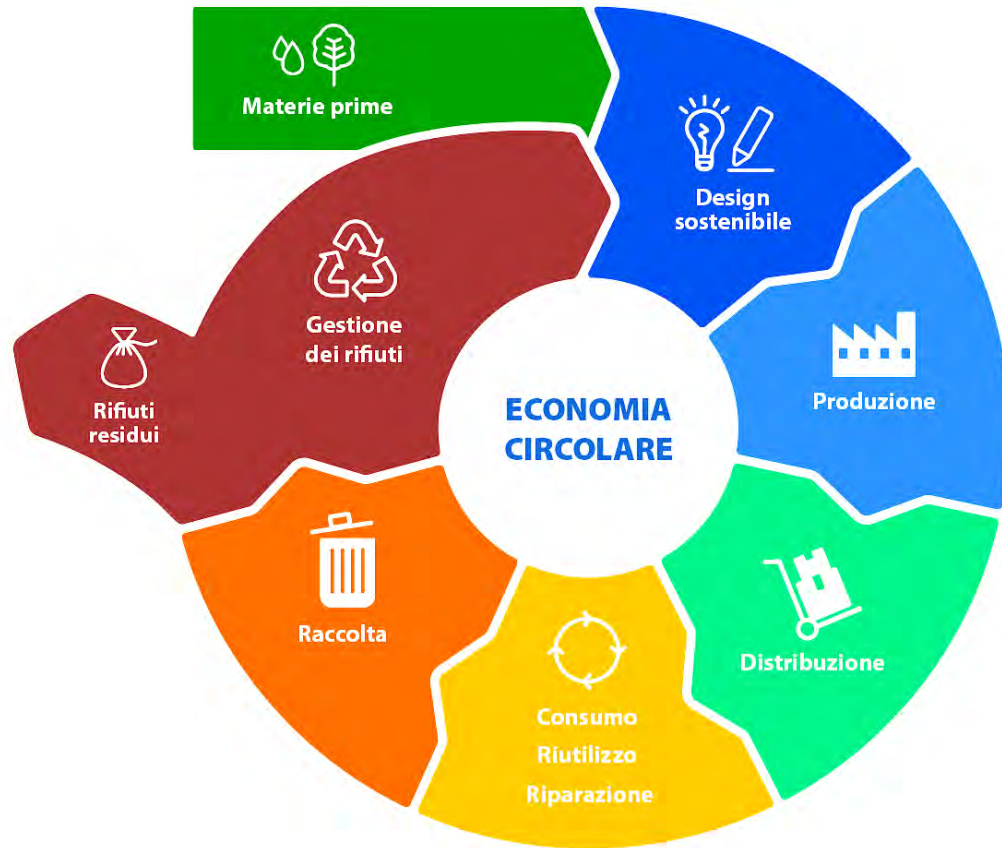 Materie prime
Design
sostenibile
Produzione
Distribuzione
Consumo
Riutilizzo
Riparazione
Raccolta
Gestione
dei rifiuti
Rifiuti
residui
ECONOMIA
CIRCOLARE